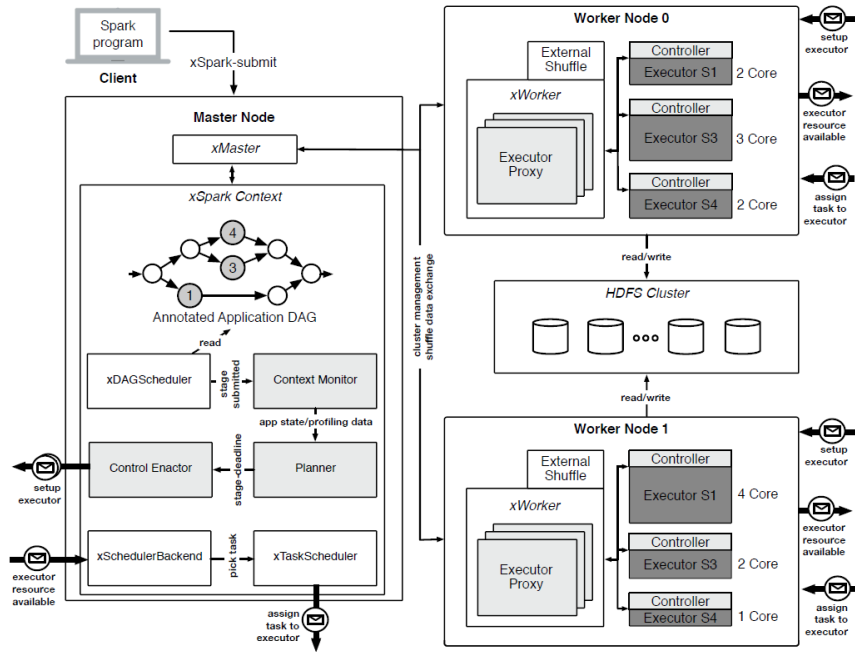 Spark
program
Client
xSpark-submit
Master Node
xMaster
xSpark Context
4
3
1
Annotated Application DAG
read
xDAGScheduler
stage
submitted
Context Monitor
app state/profiling data
Control Enactor
stage-deadline
Planner
setup
executor
xSchedulerBackend
pick task
xTaskScheduler
executor
resource
available
assign
task to
executor
cluster management
shuffle data exchange
Worker Node 0
External
Shuffle
xWorker
Executor
Proxy
Controller
Executor S1
2 Core
Controller
Executor S3
3 Core
Controller
Executor S4
2 Core
setup
executor
executor
resource
available
assign
task to
executor
read/write
HDFS Cluster
read/write
Worker Node 1
External
Shuffle
xWorker
Executor
Proxy
Controller
Executor S1
4 Core
Controller
Executor S3
2 Core
Controller
Executor S4
1 Core
setup
executor
executor
resource
available
assign
task to
executor